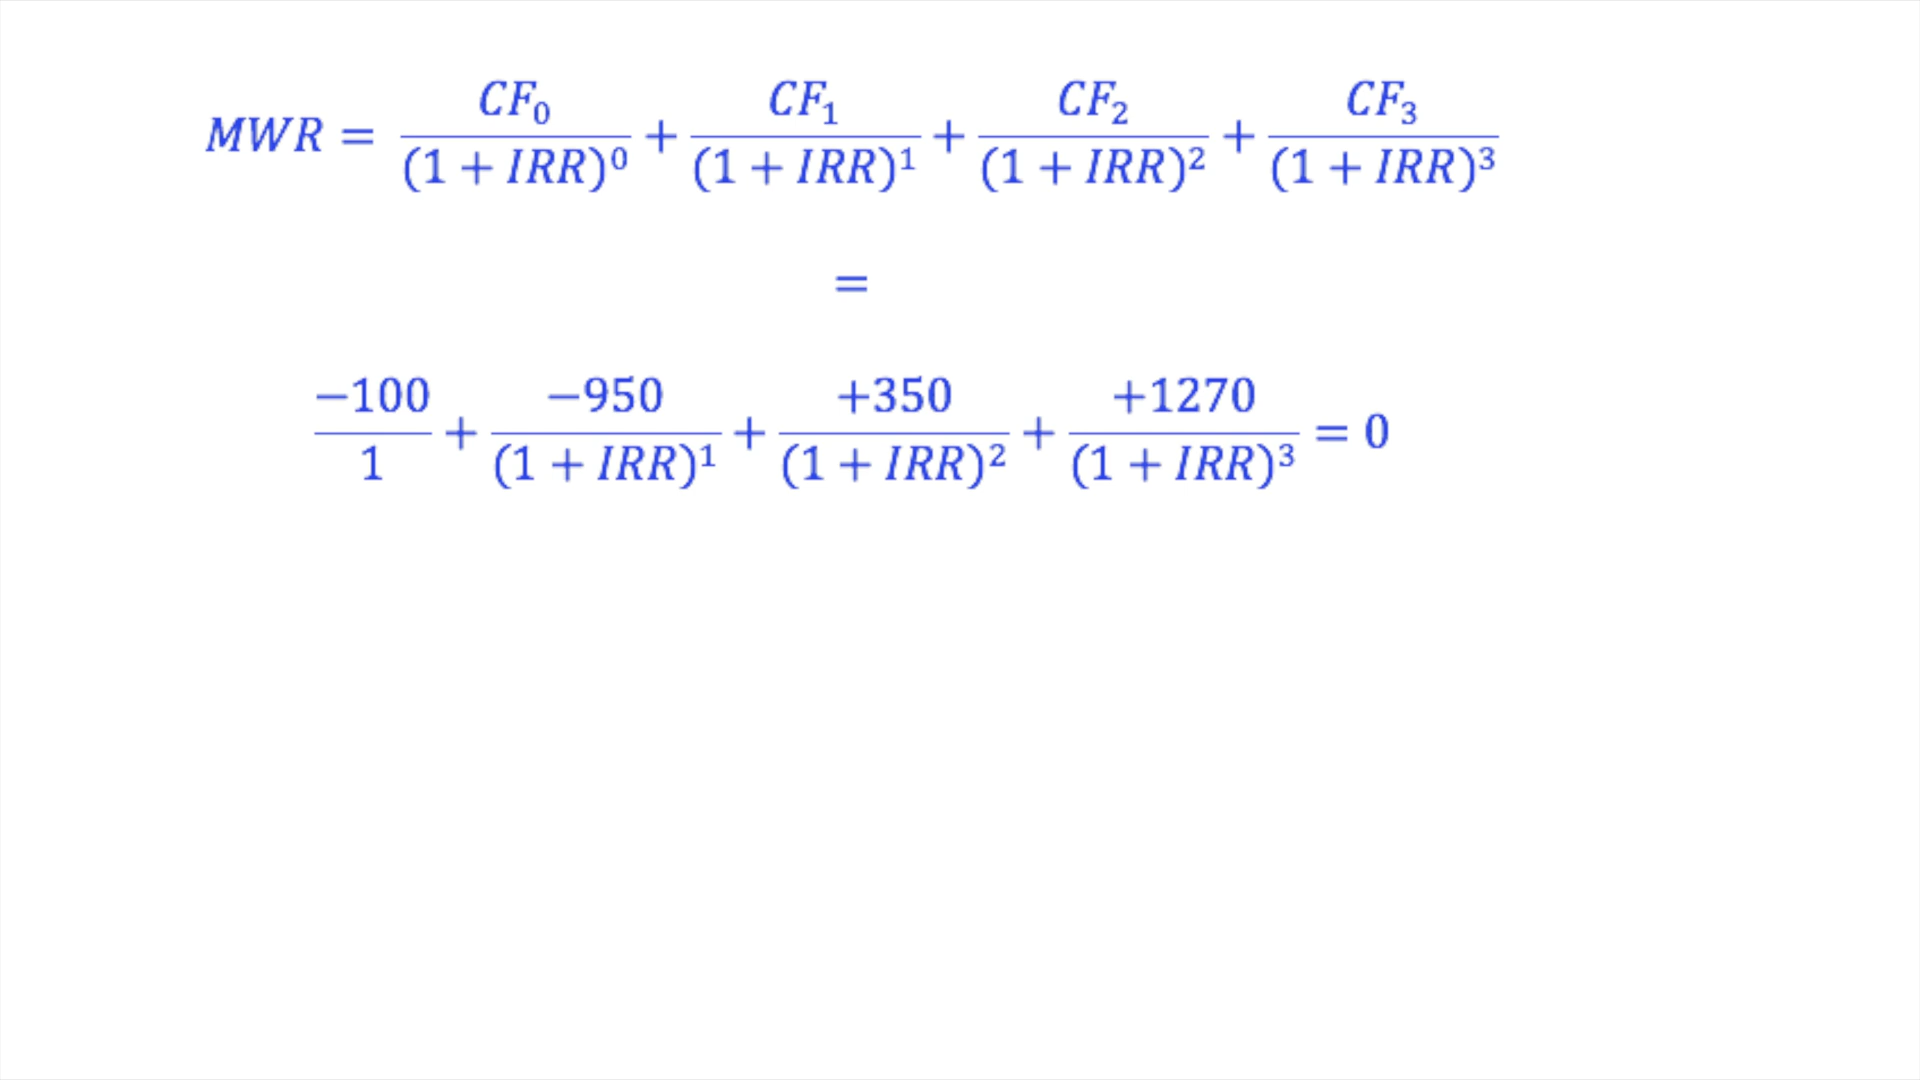 MWR = CF₀/(1 + IRR)⁰ + CF₁/(1 + IRR)¹ + CF₂/(1 + IRR)² + CF₃/(1 + IRR)³
=
−100/1 + −950/(1 + IRR)¹ + +350/(1 + IRR)² + +1270/(1 + IRR)³ = 0